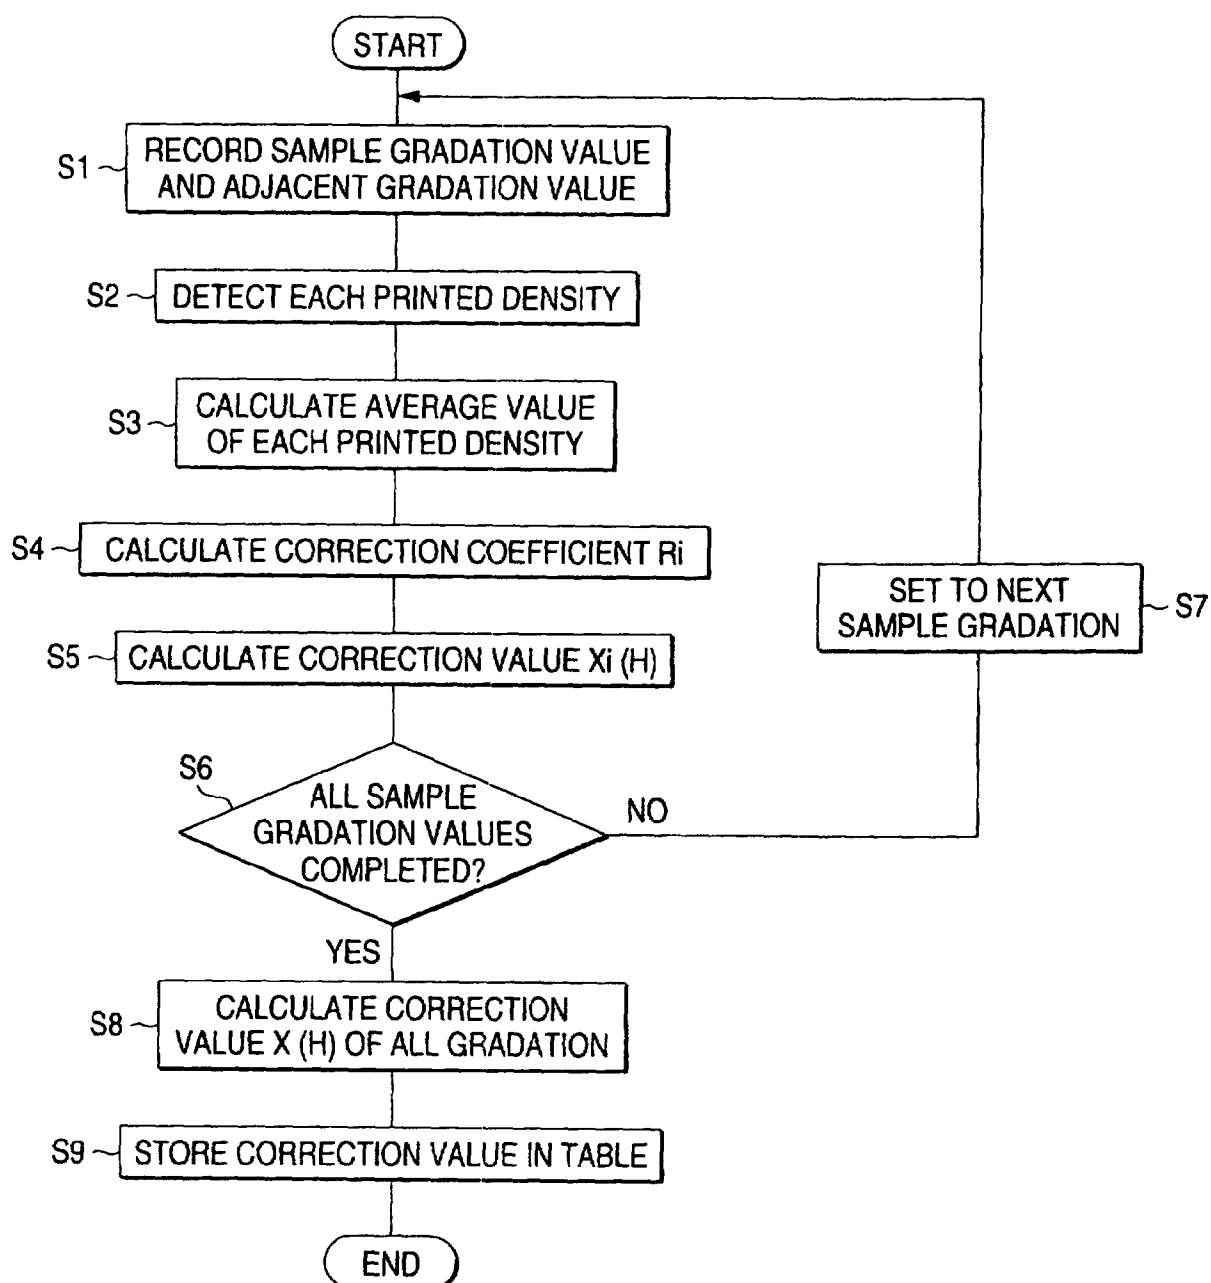 START
S1
RECORD SAMPLE GRADATION VALUE
AND ADJACENT GRADATION VALUE
S2
DETECT EACH PRINTED DENSITY
S3
CALCULATE AVERAGE VALUE
OF EACH PRINTED DENSITY
S4
CALCULATE CORRECTION COEFFICIENT Ri
SET TO NEXT
SAMPLE GRADATION
S7
S5
CALCULATE CORRECTION VALUE Xi (H)
S6
ALL SAMPLE
GRADATION VALUES
COMPLETED?
NO
YES
S8
CALCULATE CORRECTION
VALUE X (H) OF ALL GRADATION
S9
STORE CORRECTION VALUE IN TABLE
END